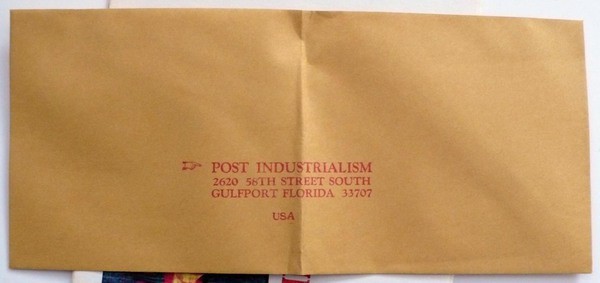 POST INDUSTRIALISM
2620 56TH STREET SOUTH
GULFPORT FLORIDA 33707
USA